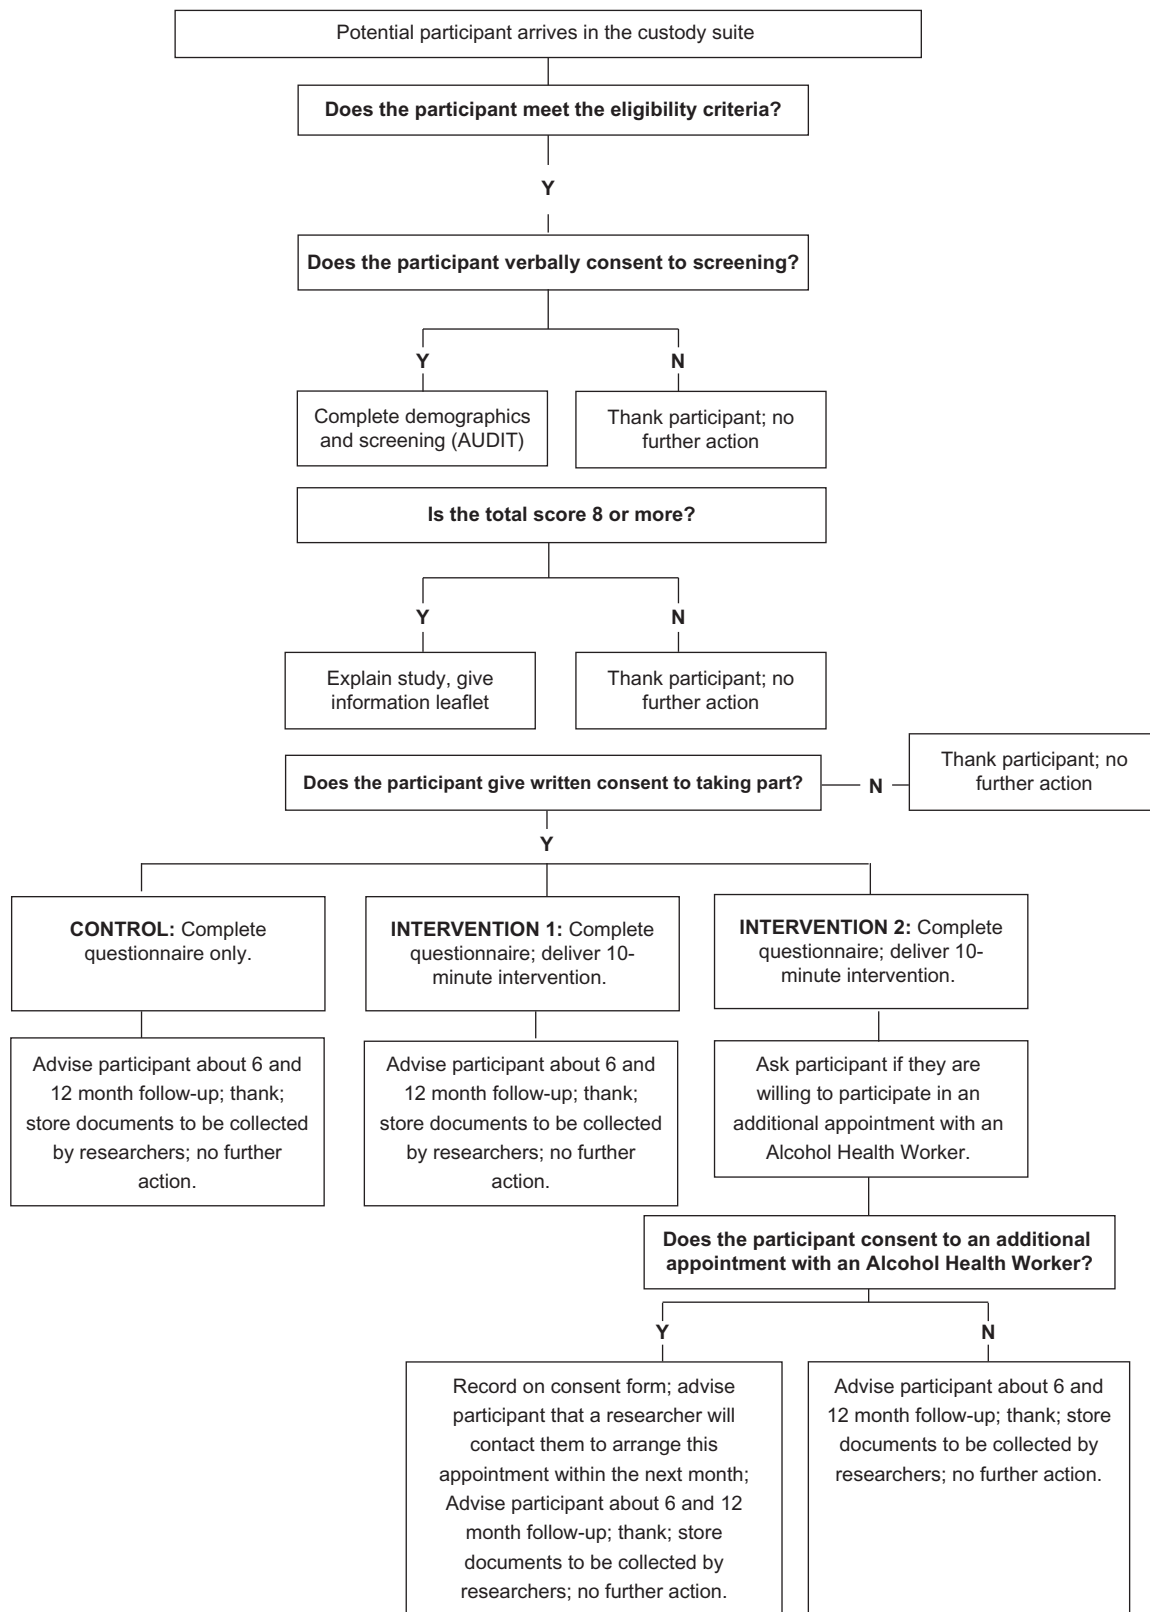 Potential participant arrives in the custody suite
Does the participant meet the eligibility criteria?
Y
Does the participant verbally consent to screening?
Y
N
Complete demographics
and screening (AUDIT)
Thank participant; no
further action
Is the total score 8 or more?
Y
N
Explain study, give
information leaflet
Thank participant; no
further action
Does the participant give written consent to taking part?
N
Thank participant; no
further action
Y
CONTROL: Complete
questionnaire only.
INTERVENTION 1: Complete
questionnaire; deliver 10-
minute intervention.
INTERVENTION 2: Complete
questionnaire; deliver 10-
minute intervention.
Advise participant about 6 and
12 month follow-up; thank;
store documents to be collected
by researchers; no further
action.
Advise participant about 6 and
12 month follow-up; thank;
store documents to be collected
by researchers; no further
action.
Ask participant if they are
willing to participate in an
additional appointment with an
Alcohol Health Worker.
Does the participant consent to an additional
appointment with an Alcohol Health Worker?
Y
N
Record on consent form; advise
participant that a researcher will
contact them to arrange this
appointment within the next month;
Advise participant about 6 and 12
month follow-up; thank; store
documents to be collected by
researchers; no further action.
Advise participant about 6 and
12 month follow-up; thank; store
documents to be collected by
researchers; no further action.